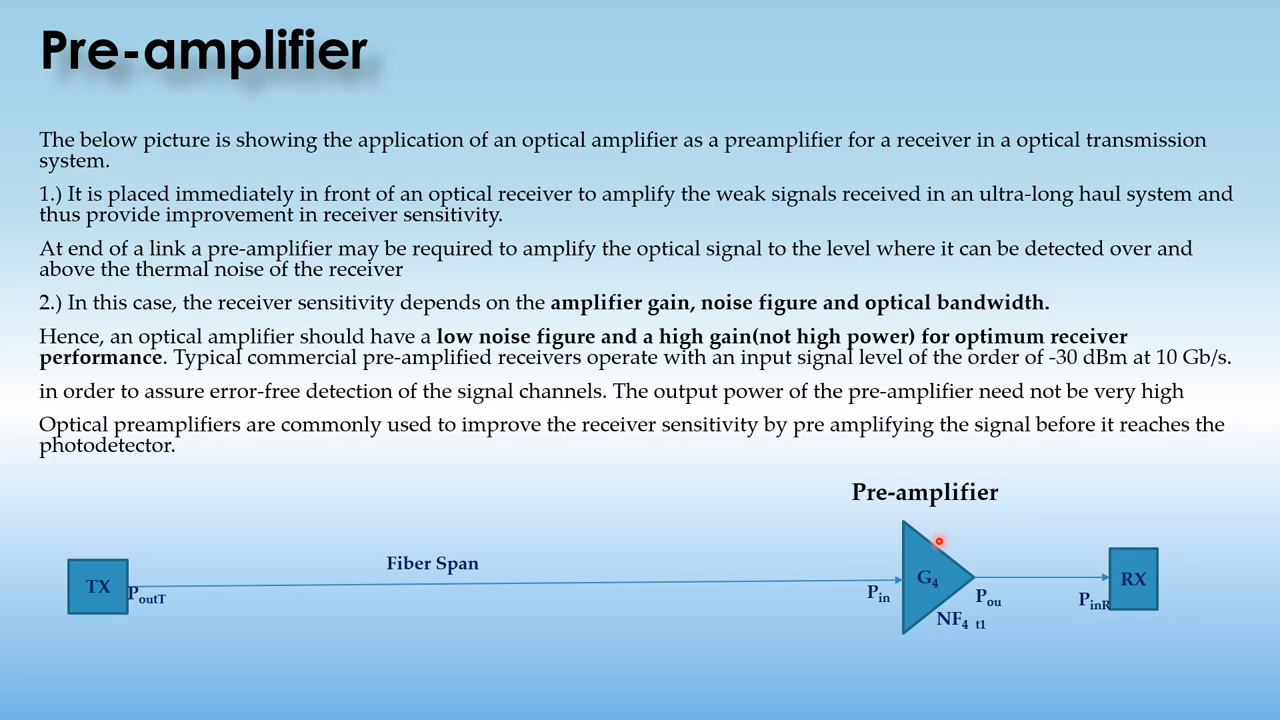 Pre-amplifier
The below picture is showing the application of an optical amplifier as a preamplifier for a receiver in a optical transmission
system.
1.) It is placed immediately in front of an optical receiver to amplify the weak signals received in an ultra-long haul system and
thus provide improvement in receiver sensitivity.
At end of a link a pre-amplifier may be required to amplify the optical signal to the level where it can be detected over and
above the thermal noise of the receiver
2.) In this case, the receiver sensitivity depends on the amplifier gain, noise figure and optical bandwidth.
Hence, an optical amplifier should have a low noise figure and a high gain(not high power) for optimum receiver
performance. Typical commercial pre-amplified receivers operate with an input signal level of the order of -30 dBm at 10 Gb/s.
in order to assure error-free detection of the signal channels. The output power of the pre-amplifier need not be very high
Optical preamplifiers are commonly used to improve the receiver sensitivity by pre amplifying the signal before it reaches the
photodetector.
Pre-amplifier
Fiber Span
TX
PoutT
Pin
G4
NF4
Pou
t1
PinR
RX